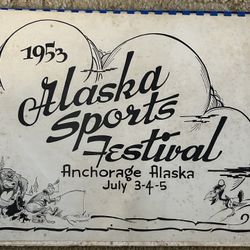 1953
Alaska
Sports
Festival
Anchorage Alaska
July 3-4-5